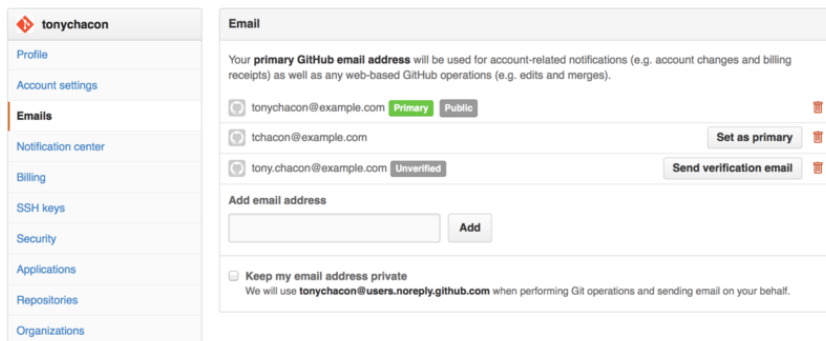 tonychacon
Profile
Account settings
Emails
Notification center
Billing
SSH keys
Security
Applications
Repositories
Organizations
Email
Your primary GitHub email address will be used for account-related notifications (e.g. account changes and billing
receipts) as well as any web-based GitHub operations (e.g. edits and merges).
tonychacon@example.com Primary Public
tchacon@example.com Set as primary
tony.chacon@example.com Unverified Send verification email
Add email address
Add
Keep my email address private
We will use tonychacon@users.noreply.github.com when performing Git operations and sending email on your behalf.